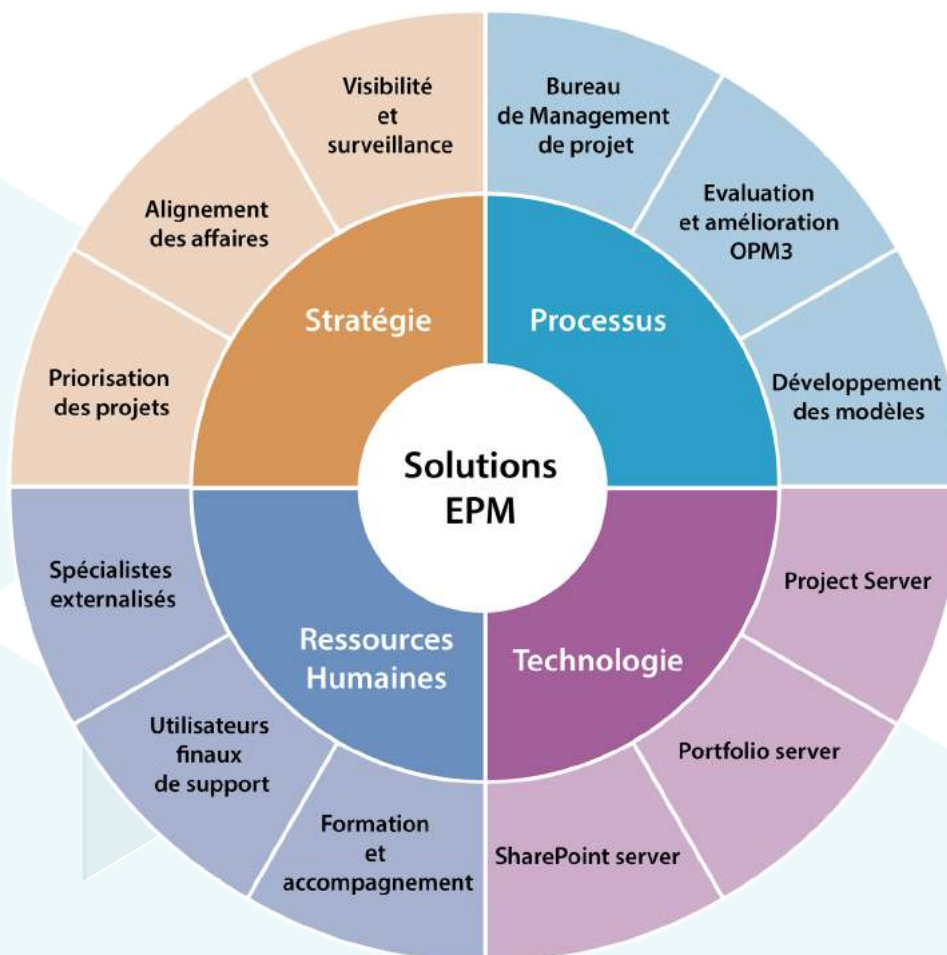 Visibilité
et
surveillance
Bureau
de Management
de projet
Alignement
des affaires
Evaluation
et amélioration
OPM3
Priorisation
des projets
Stratégie
Processus
Développement
des modèles
Solutions
EPM
Spécialistes
externalisés
Ressources
Humaines
Technologie
Project Server
Utilisateurs
finaux
de support
Portfolio server
Formation
et
accompagnement
SharePoint server